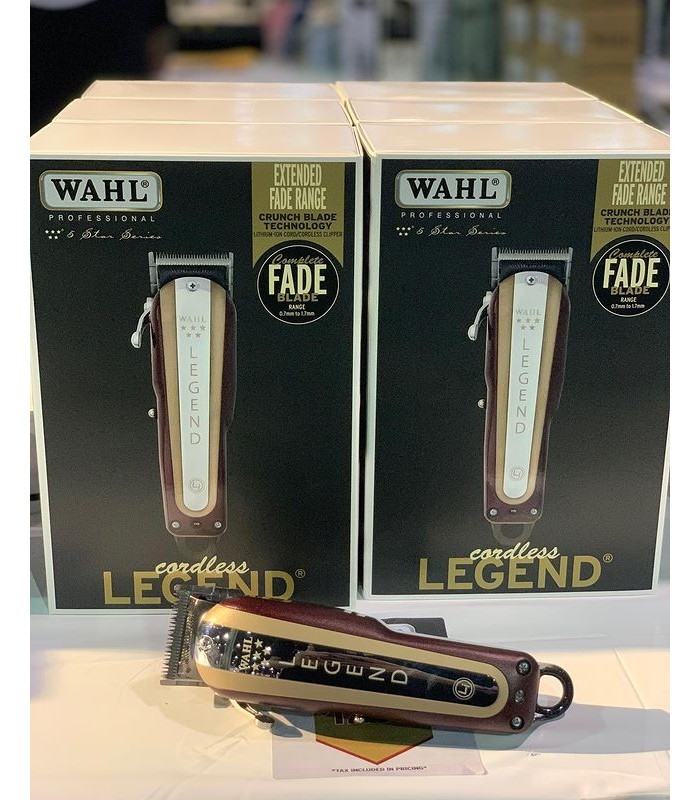 WAHL®
PROFESSIONAL
5 Star Series
EXTENDED
FADE RANGE
CRUNCH BLADE
TECHNOLOGY
LITHIUM-ION CORD/CORDLESS CLIPPER
Complete
FADE
BLADE
RANGE
0.7mm to 1.7mm
WAHL
LEGEND
cordless
LEGEND®
WAHL®
PROFESSIONAL
5 Star Series
EXTENDED
FADE RANGE
CRUNCH BLADE
TECHNOLOGY
LITHIUM-ION CORD/CORDLESS CLIP
Complete
FADE
BLADE
RANGE
0.7mm to 1.7mm
WAHL
LEGEND
cordless
LEGEND®
WAHL
LEGEND
*TAX INCLUDED IN PRICING*